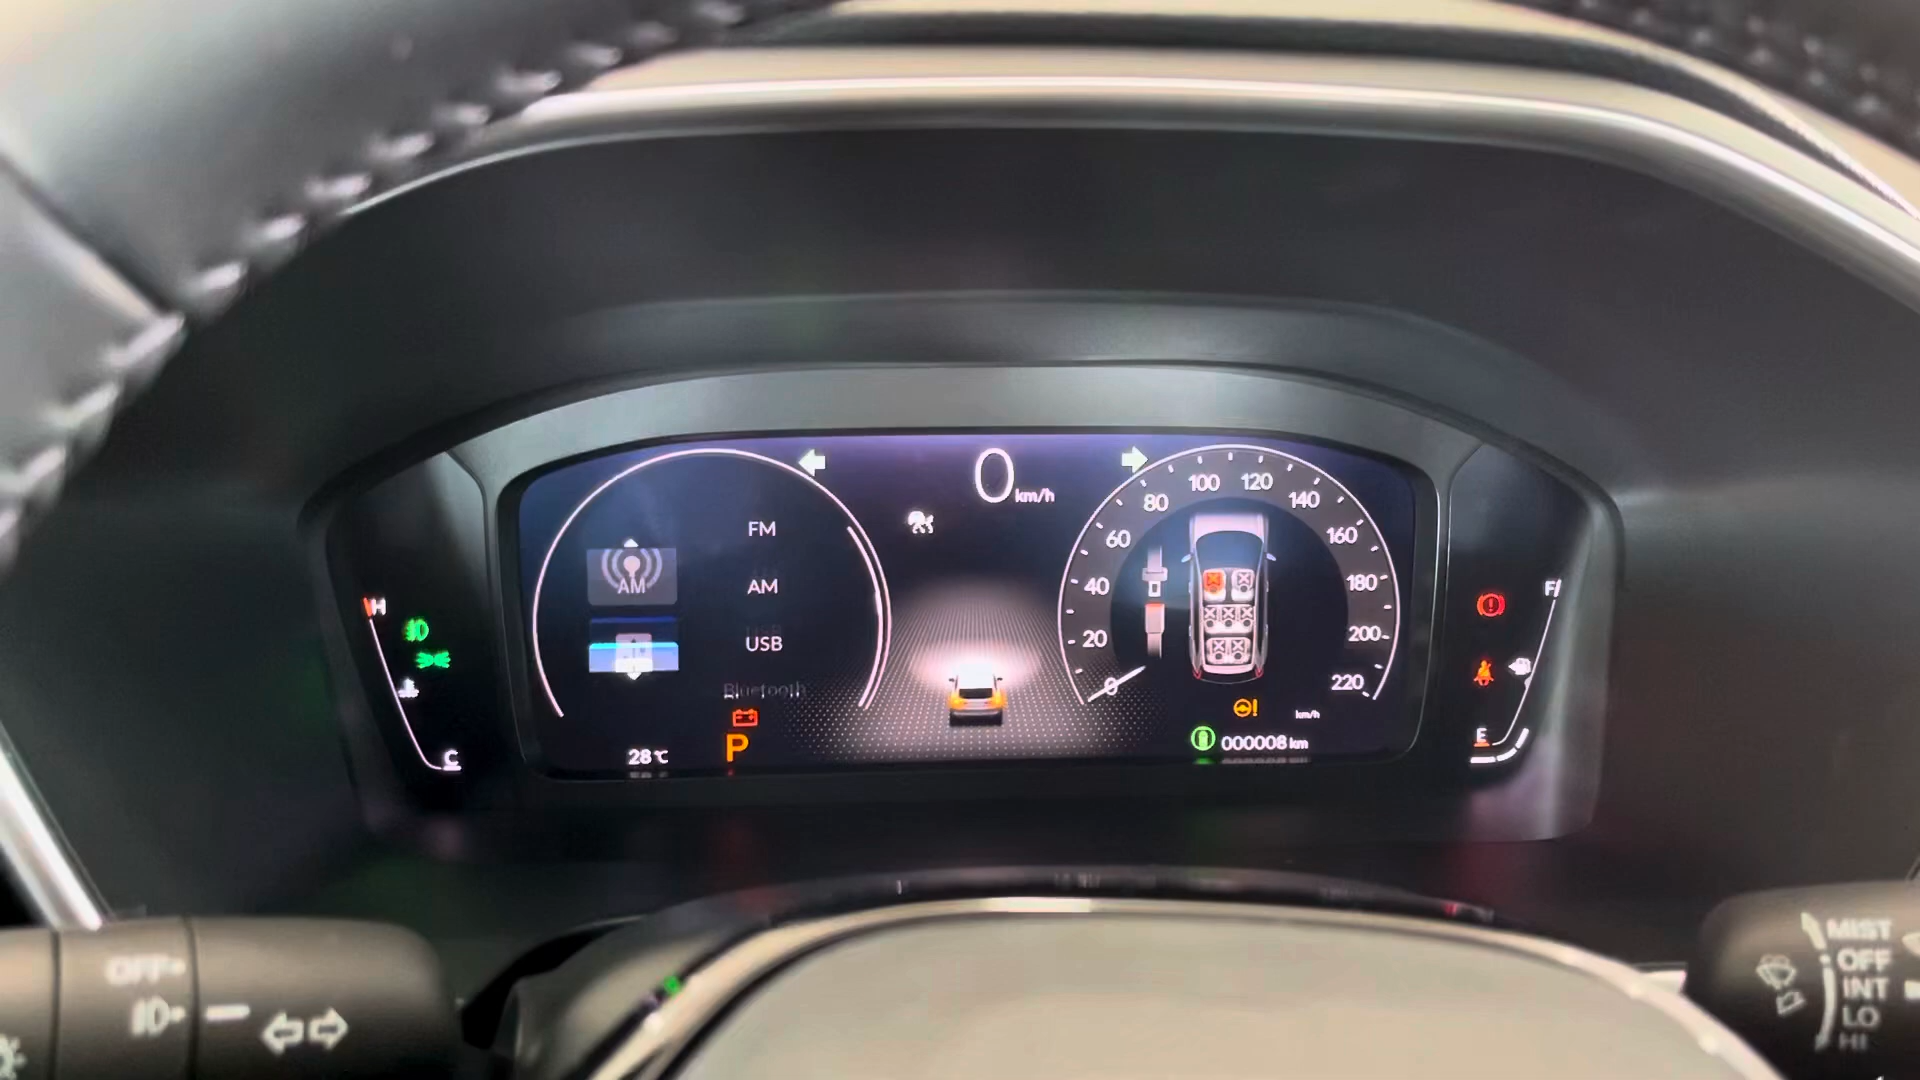 0 km/h
FM
AM
AM
USB
Bluetooth
P
28°C
H
C
0
20
40
60
80
100
120
140
160
180
200
220
km/h
000008 km
F
E
OFF
MIST
OFF
INT
LO
HI